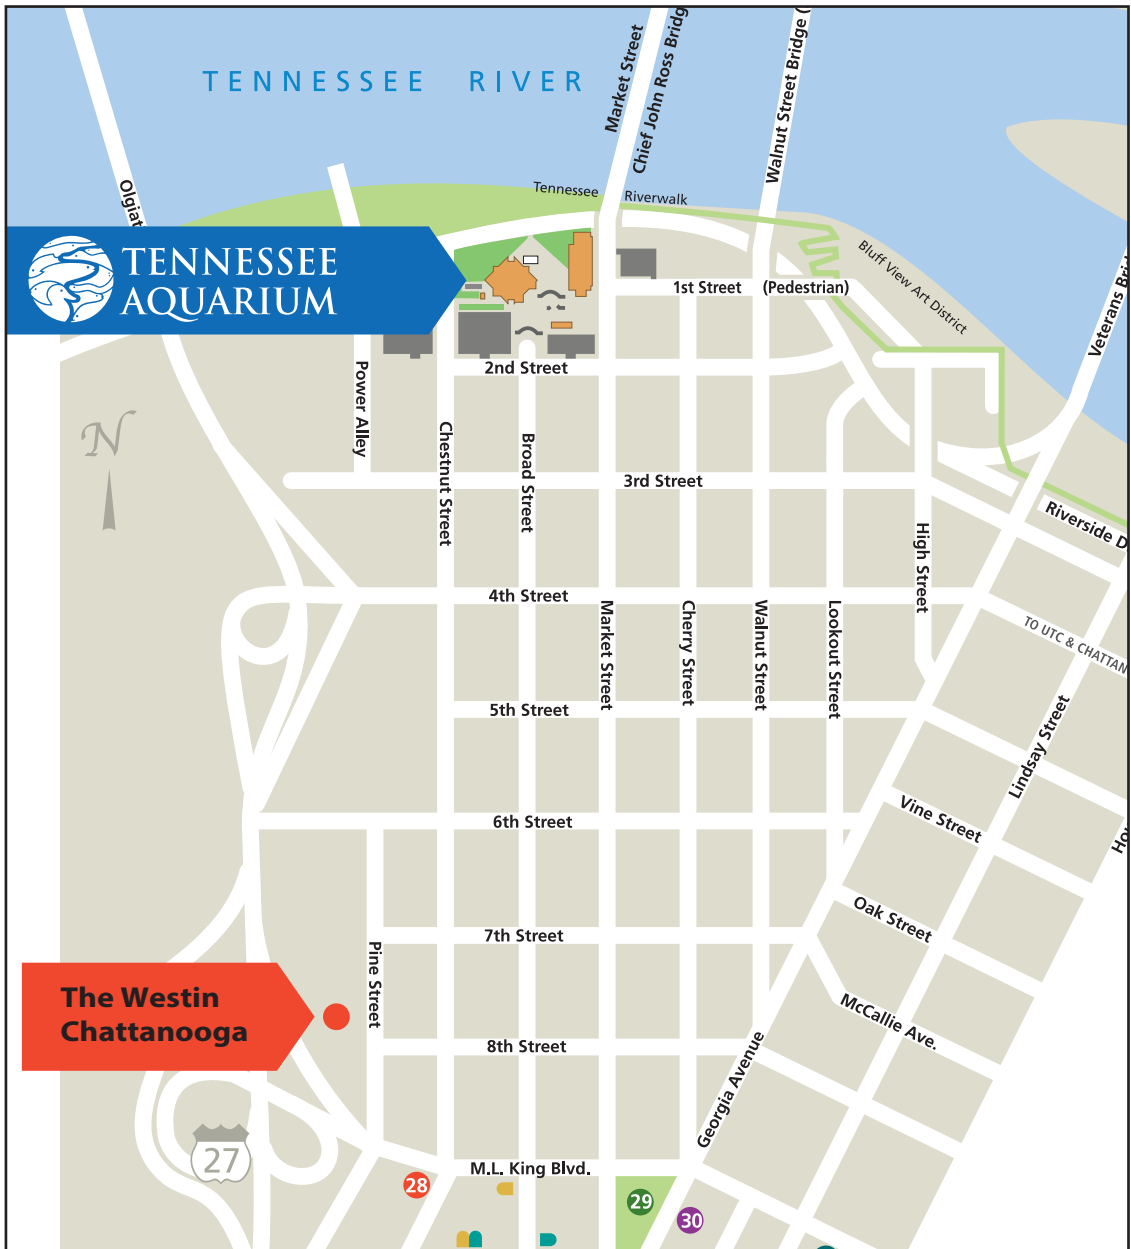 TENNESSEE RIVER
Market Street
Chief John Ross Bridg
Walnut Street Bridge (
Olgiat
Tennessee Riverwalk
TENNESSEE
AQUARIUM
1st Street
(Pedestrian)
Bluff View Art District
Veterans Brid
2nd Street
Power Alley
N
Chestnut Street
Broad Street
3rd Street
Riverside D
High Street
4th Street
Market Street
Cherry Street
Walnut Street
Lookout Street
TO UTC & CHATTAN
5th Street
Lindsay Street
6th Street
Vine Street
Hou
7th Street
Oak Street
Pine Street
The Westin
Chattanooga
McCallie Ave.
8th Street
Georgia Avenue
27
M.L. King Blvd.
28
29
30